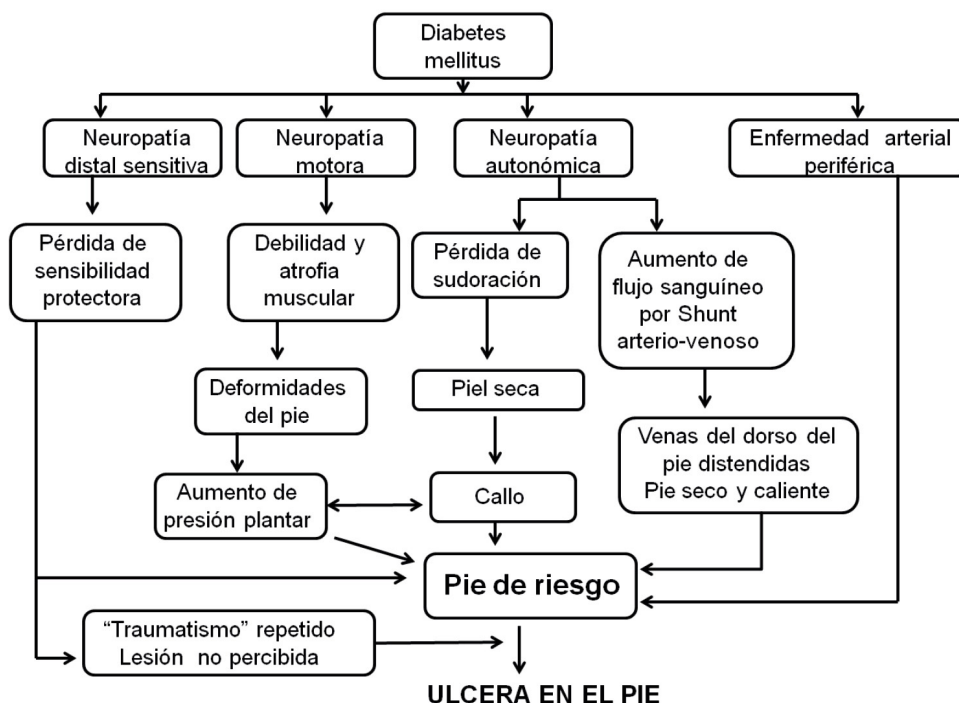 Diabetes
mellitus
Neuropatía
distal sensitiva
Neuropatía
motora
Neuropatía
autonómica
Enfermedad arterial
periférica
Pérdida de
sensibilidad
protectora
Debilidad y
atrofia
muscular
Pérdida de
sudoración
Aumento de
flujo sanguíneo
por Shunt
arterio-venoso
Deformidades
del pie
Piel seca
Venas del dorso del
pie distendidas
Pie seco y caliente
Aumento de
presión plantar
Callo
Pie de riesgo
“Traumatismo” repetido
Lesión no percibida
ULCERA EN EL PIE